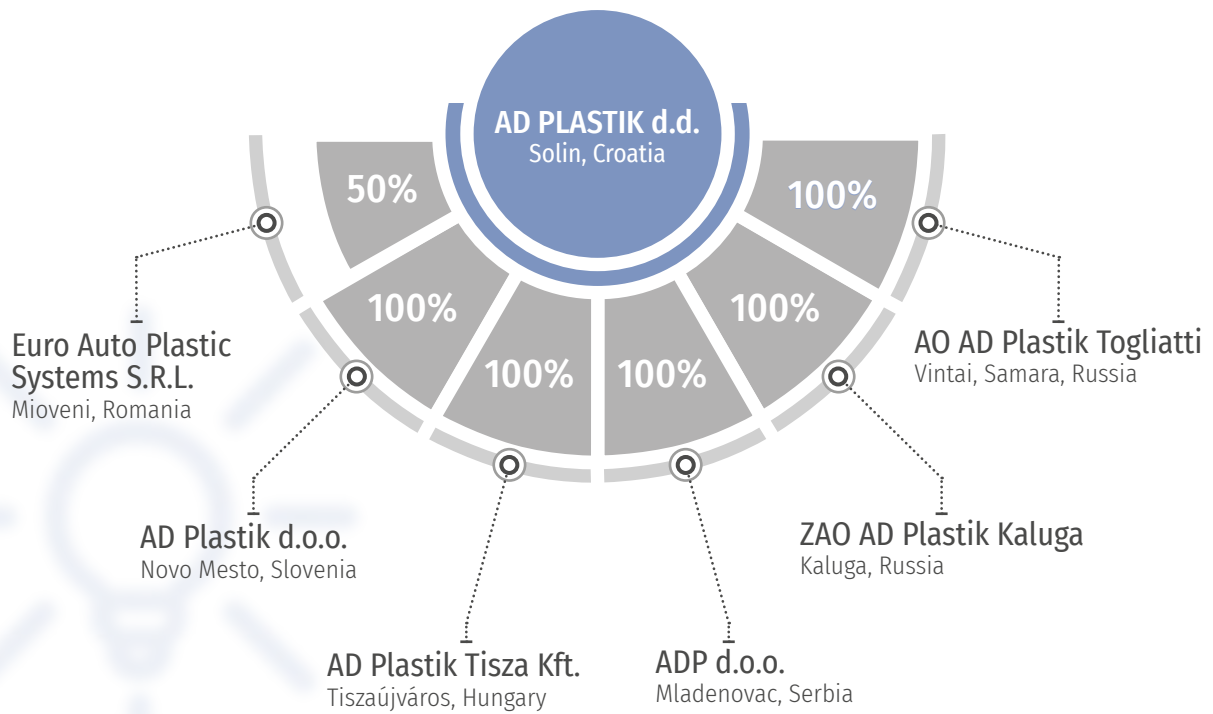 AD PLASTIK d.d.
Solin, Croatia
50%
100%
100%
100%
100%
100%
Euro Auto Plastic
Systems S.R.L.
Mioveni, Romania
AD Plastik d.o.o.
Novo Mesto, Slovenia
AD Plastik Tisza Kft.
Tiszaújváros, Hungary
ADP d.o.o.
Mladenovac, Serbia
ZAO AD Plastik Kaluga
Kaluga, Russia
AO AD Plastik Togliatti
Vintai, Samara, Russia